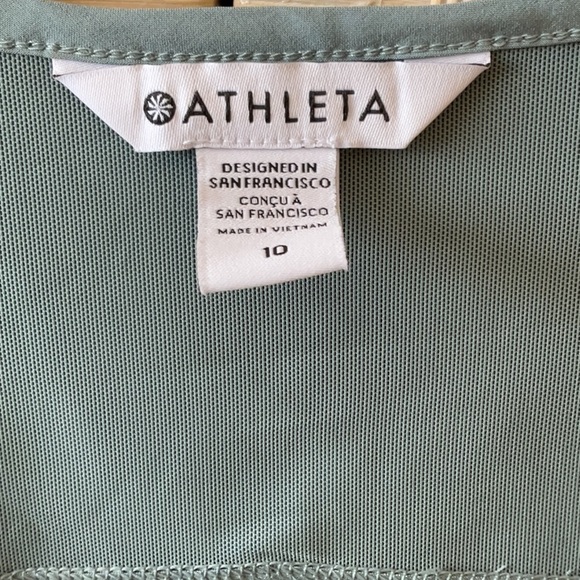 ATHLETA
DESIGNED IN
SAN FRANCISCO
CONÇU À
SAN FRANCISCO
MADE IN VIETNAM
10